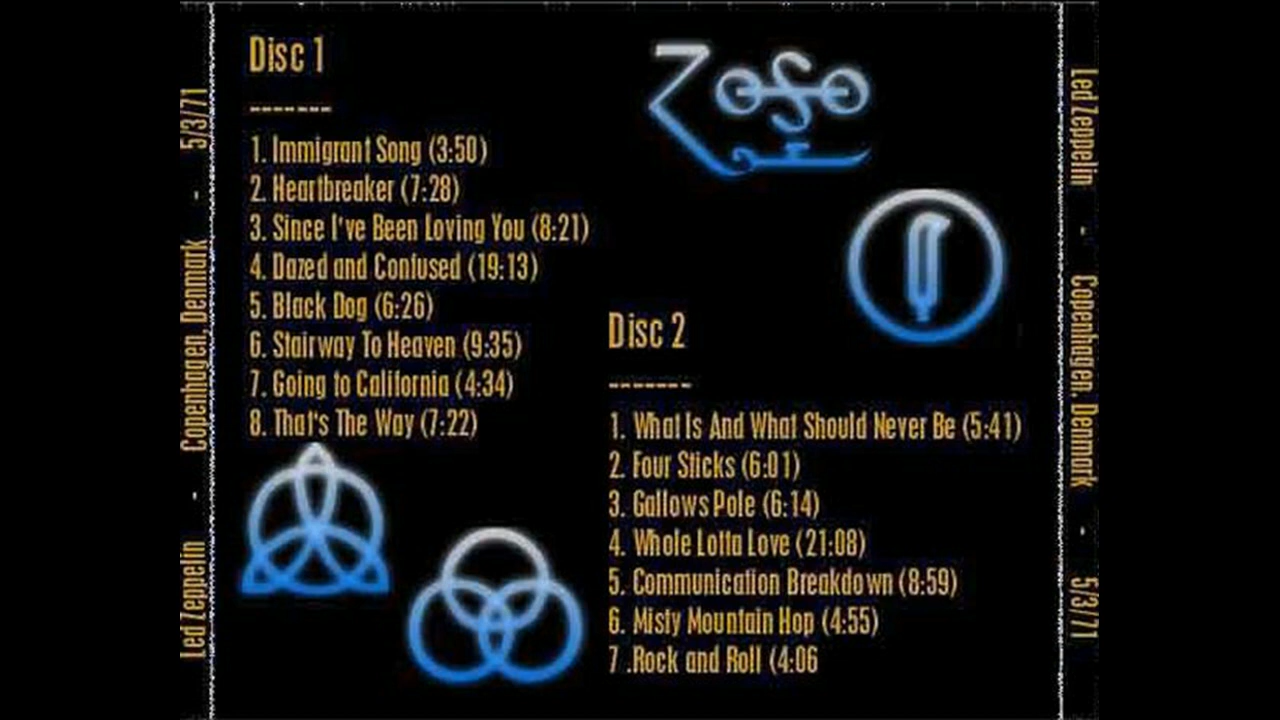 Disc 1
-------
1. Immigrant Song (3:50)
2. Heartbreaker (7:28)
3. Since I've Been Loving You (8:21)
4. Dazed and Confused (19:13)
5. Black Dog (6:26)
6. Stairway To Heaven (9:35)
7. Going to California (4:34)
8. That's The Way (7:22)
ZoSo
Disc 2
-------
1. What Is And What Should Never Be (5:41)
2. Four Sticks (6:01)
3. Gallows Pole (6:14)
4. Whole Lotta Love (21:08)
5. Communication Breakdown (8:59)
6. Misty Mountain Hop (4:55)
7 .Rock and Roll (4:06
Led Zeppelin - Copenhagen, Denmark - 5/3/71
Led Zeppelin - Copenhagen, Denmark - 5/3/71